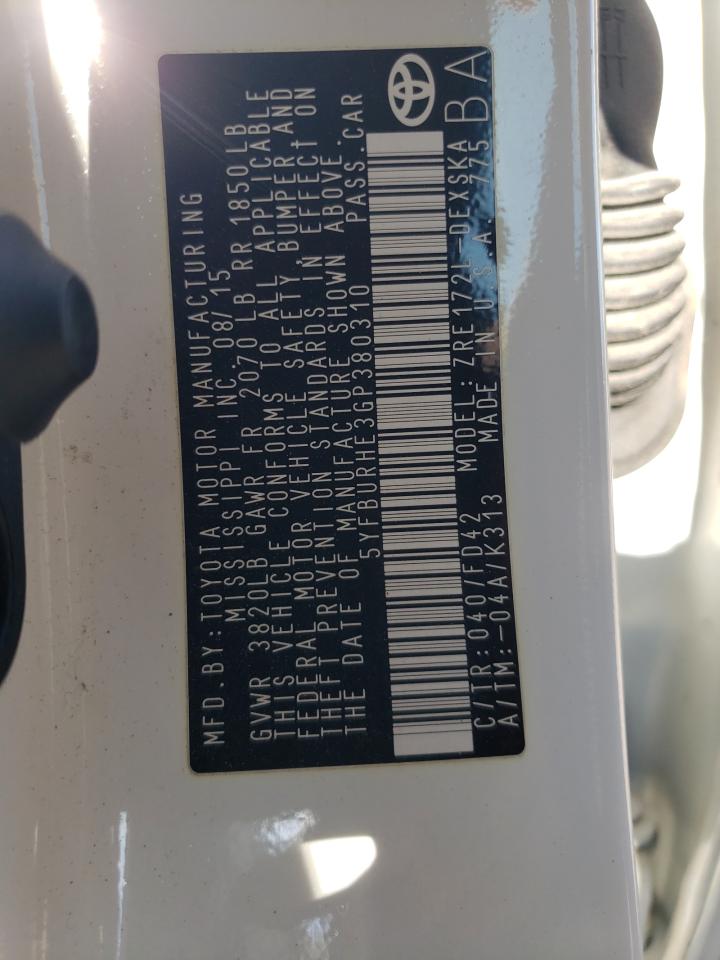 MFD.BY:TOYOTA MOTOR MANUFACTURING
MISSISSIPPI INC. 08/15
GVWR 3820LB GAWR FR 2070LB RR 1850LB
THIS VEHICLE CONFORMS TO ALL APPLICABLE
FEDERAL MOTOR VEHICLE SAFETY, BUMPER AND
THEFT PREVENTION STANDARDS IN EFFECT ON
THE DATE OF MANUFACTURE SHOWN ABOVE.
5YFBURHE3GP380310 PASS.CAR
C/TR:040/FD42 MODEL:ZRE172L-DEXSKA
A/TM:-04A/K313 MADE IN U.S.A. 775
BA